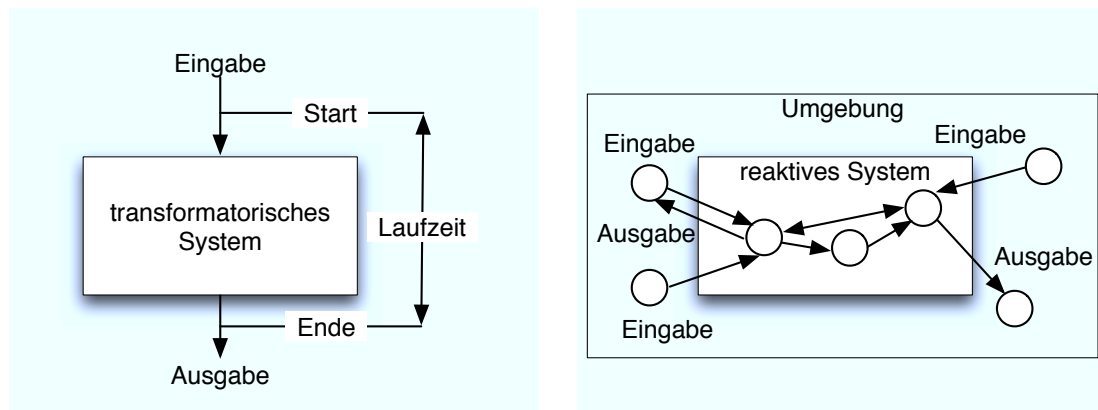 Eingabe
Start
transformatorisches
System
Laufzeit
Ende
Ausgabe
Umgebung
Eingabe
Eingabe
reaktives System
Ausgabe
Ausgabe
Eingabe